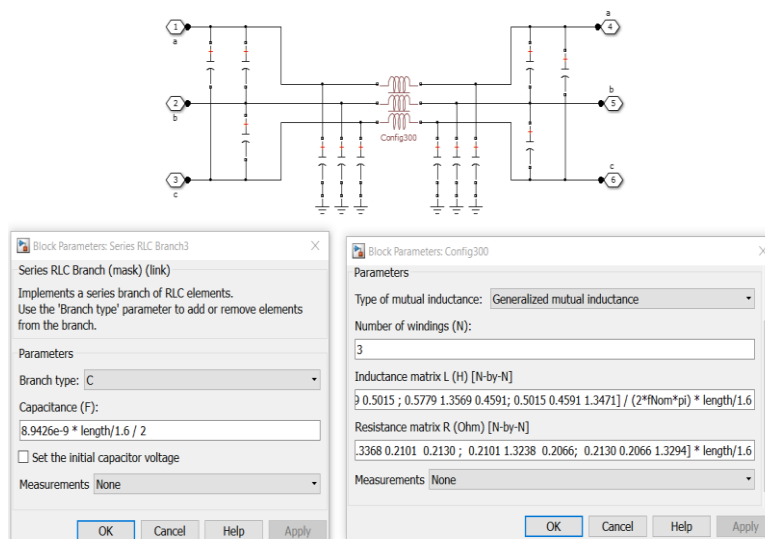 1
a
2
b
3
c
a
4
b
5
c
6
Config300
Block Parameters: Series RLC Branch3
Series RLC Branch (mask) (link)
Implements a series branch of RLC elements.
Use the 'Branch type' parameter to add or remove elements
from the branch.
Parameters
Branch type: C
Capacitance (F):
8.9426e-9 * length/1.6 / 2
Set the initial capacitor voltage
Measurements None
OK Cancel Help Apply
Block Parameters: Config300
Parameters
Type of mutual inductance: Generalized mutual inductance
Number of windings (N):
3
Inductance matrix L (H) [N-by-N]
0.5015 ; 0.5779 1.3569 0.4591; 0.5015 0.4591 1.3471] / (2*fNom*pi) * length/1.6
Resistance matrix R (Ohm) [N-by-N]
.3368 0.2101 0.2130 ; 0.2101 1.3238 0.2066; 0.2130 0.2066 1.3294] * length/1.6
Measurements None
OK Cancel Help Apply